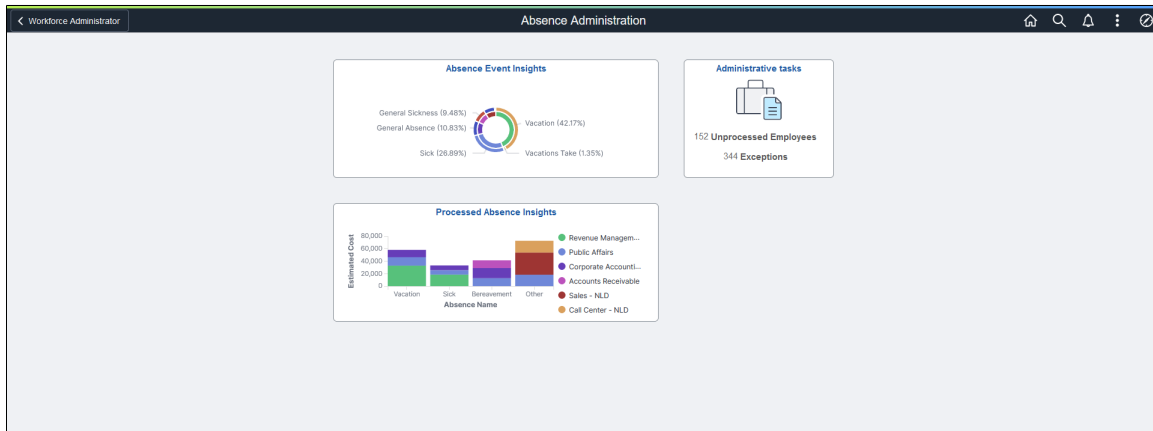 Workforce Administrator
Absence Administration
Absence Event Insights
General Sickness (9.48%)
General Absence (10.83%)
Vacation (42.17%)
Sick (26.89%)
Vacations Take (1.35%)
Administrative tasks
152 Unprocessed Employees
344 Exceptions
Processed Absence Insights
Estimated Cost
80,000
60,000
40,000
20,000
0
Vacation
Sick
Bereavement
Other
Absence Name
Revenue Managem...
Public Affairs
Corporate Accounti...
Accounts Receivable
Sales - NLD
Call Center - NLD